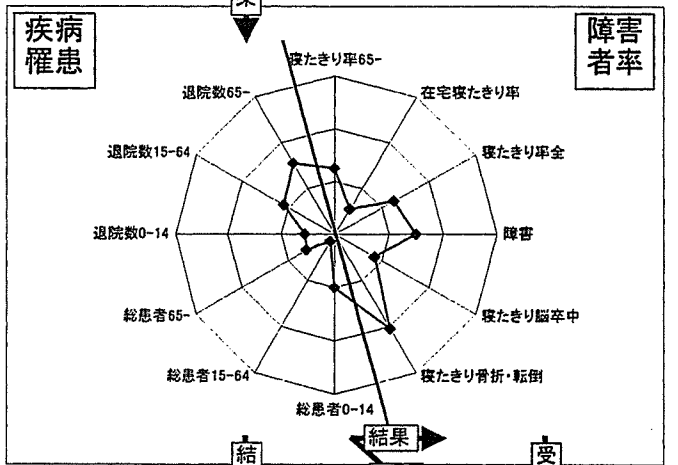 疾病
罹患
障害
者率
寝たきり率65-
在宅寝たきり率
寝たきり率全
障害
寝たきり脳卒中
寝たきり骨折・転倒
総患者0-14
総患者15-64
総患者65-
退院数0-14
退院数15-64
退院数65-
結果
結
受